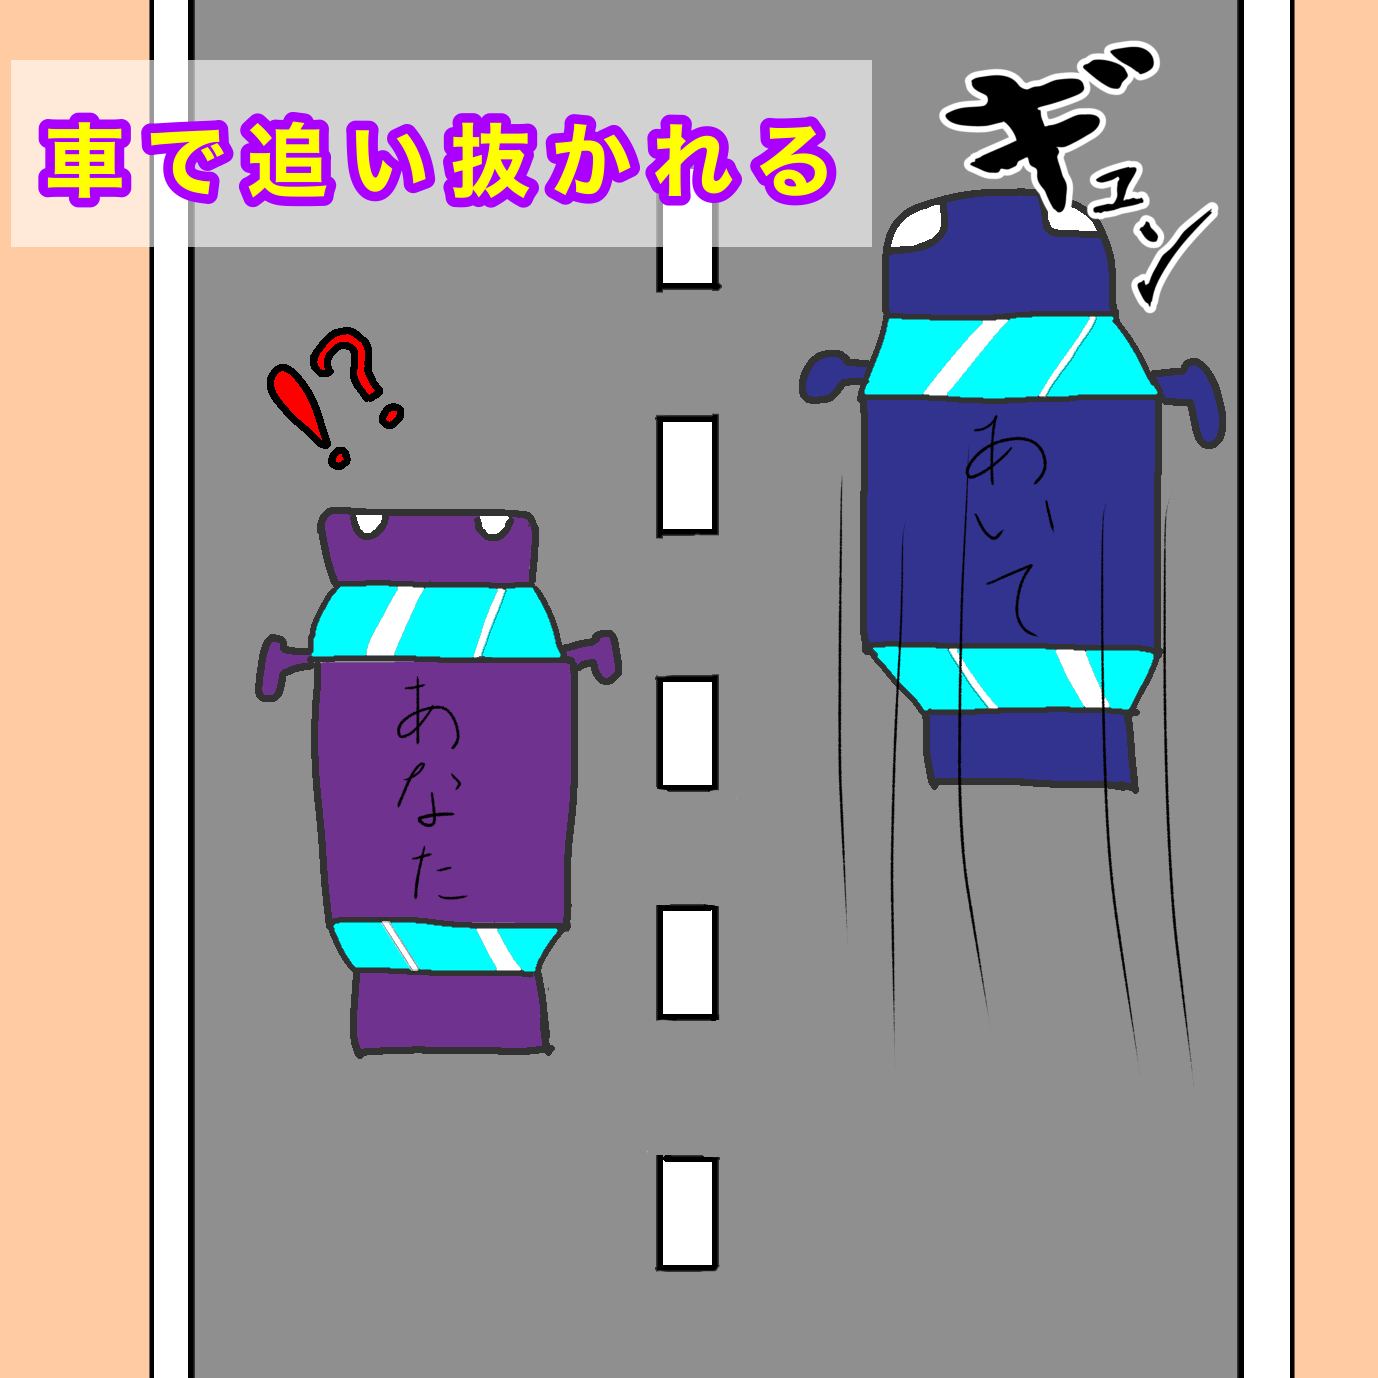 車で追い抜かれる
ギュン
!?
あいて
あなた